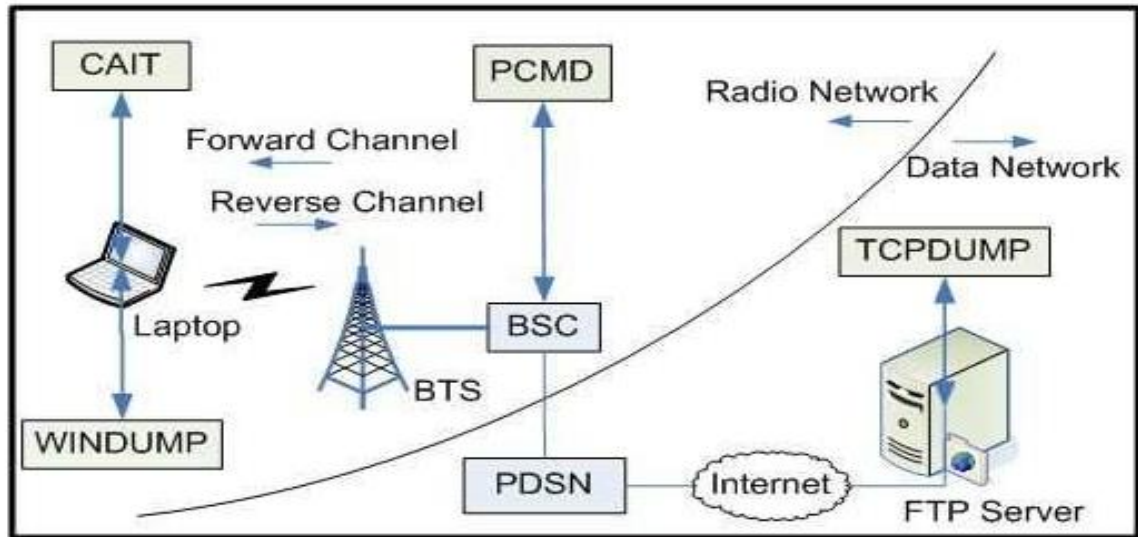 CAIT
PCMD
Radio Network
Forward Channel
Data Network
Reverse Channel
TCPDUMP
Laptop
BSC
BTS
WINDUMP
PDSN
Internet
FTP Server